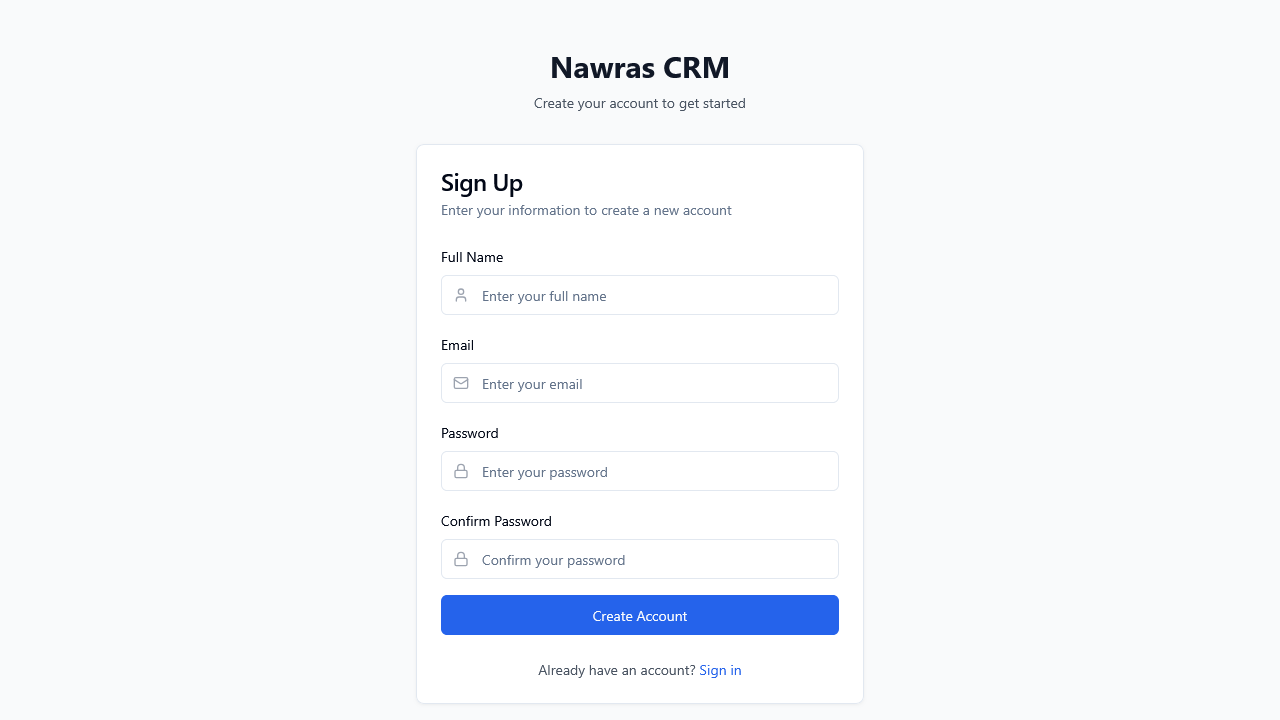 Nawras CRM
Create your account to get started
Sign Up
Enter your information to create a new account
Full Name
Enter your full name
Email
Enter your email
Password
Enter your password
Confirm Password
Confirm your password
Create Account
Already have an account? Sign in